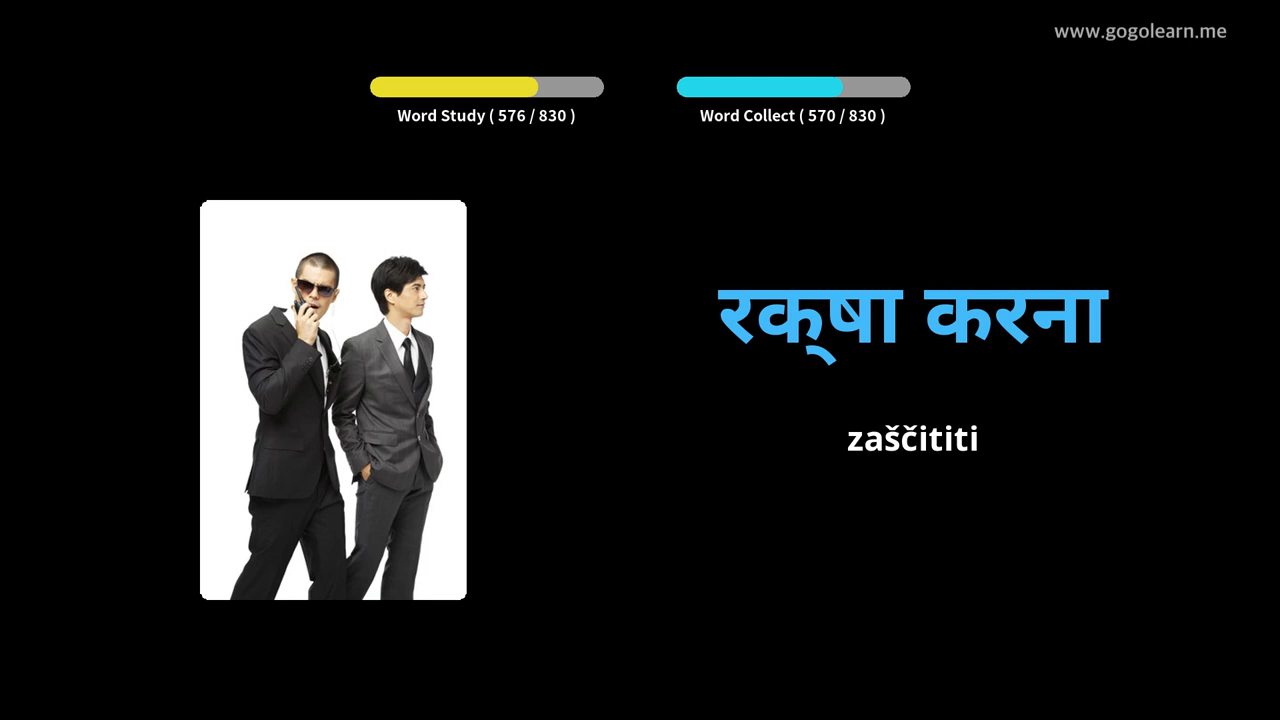 www.gogolearn.me
Word Study ( 576 / 830 )
Word Collect ( 570 / 830 )
रक्षा करना
zaščititi